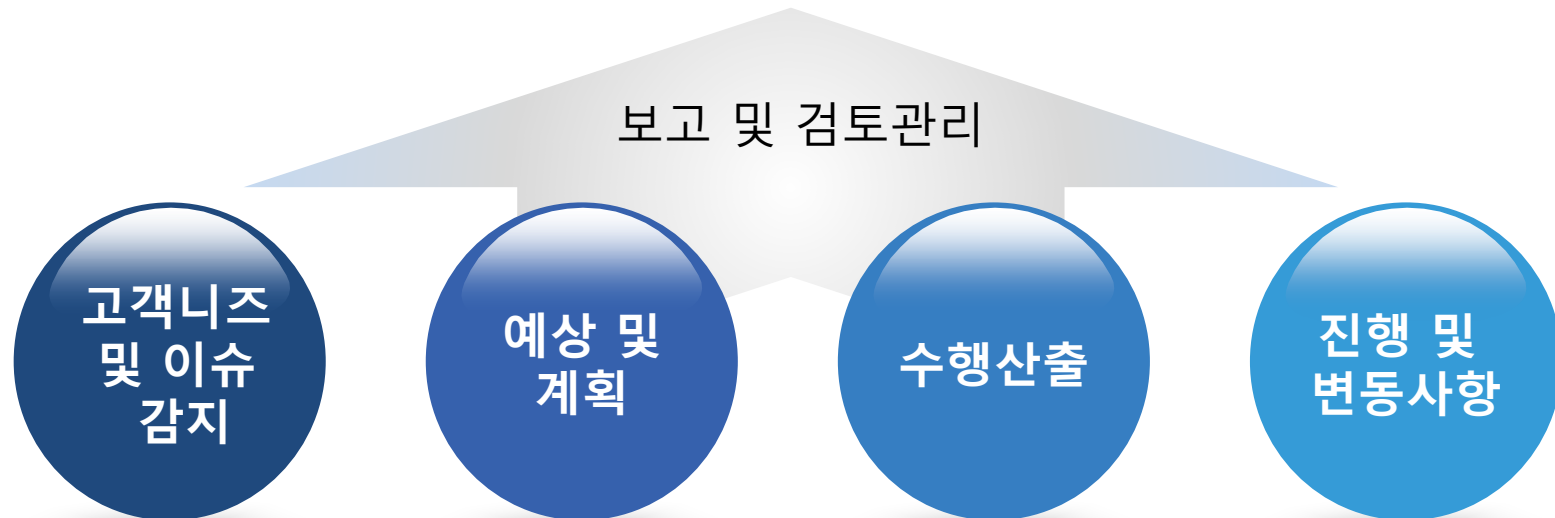 보고 및 검토관리
고객니즈
및 이슈
감지
예상 및
계획
수행산출
진행 및
변동사항